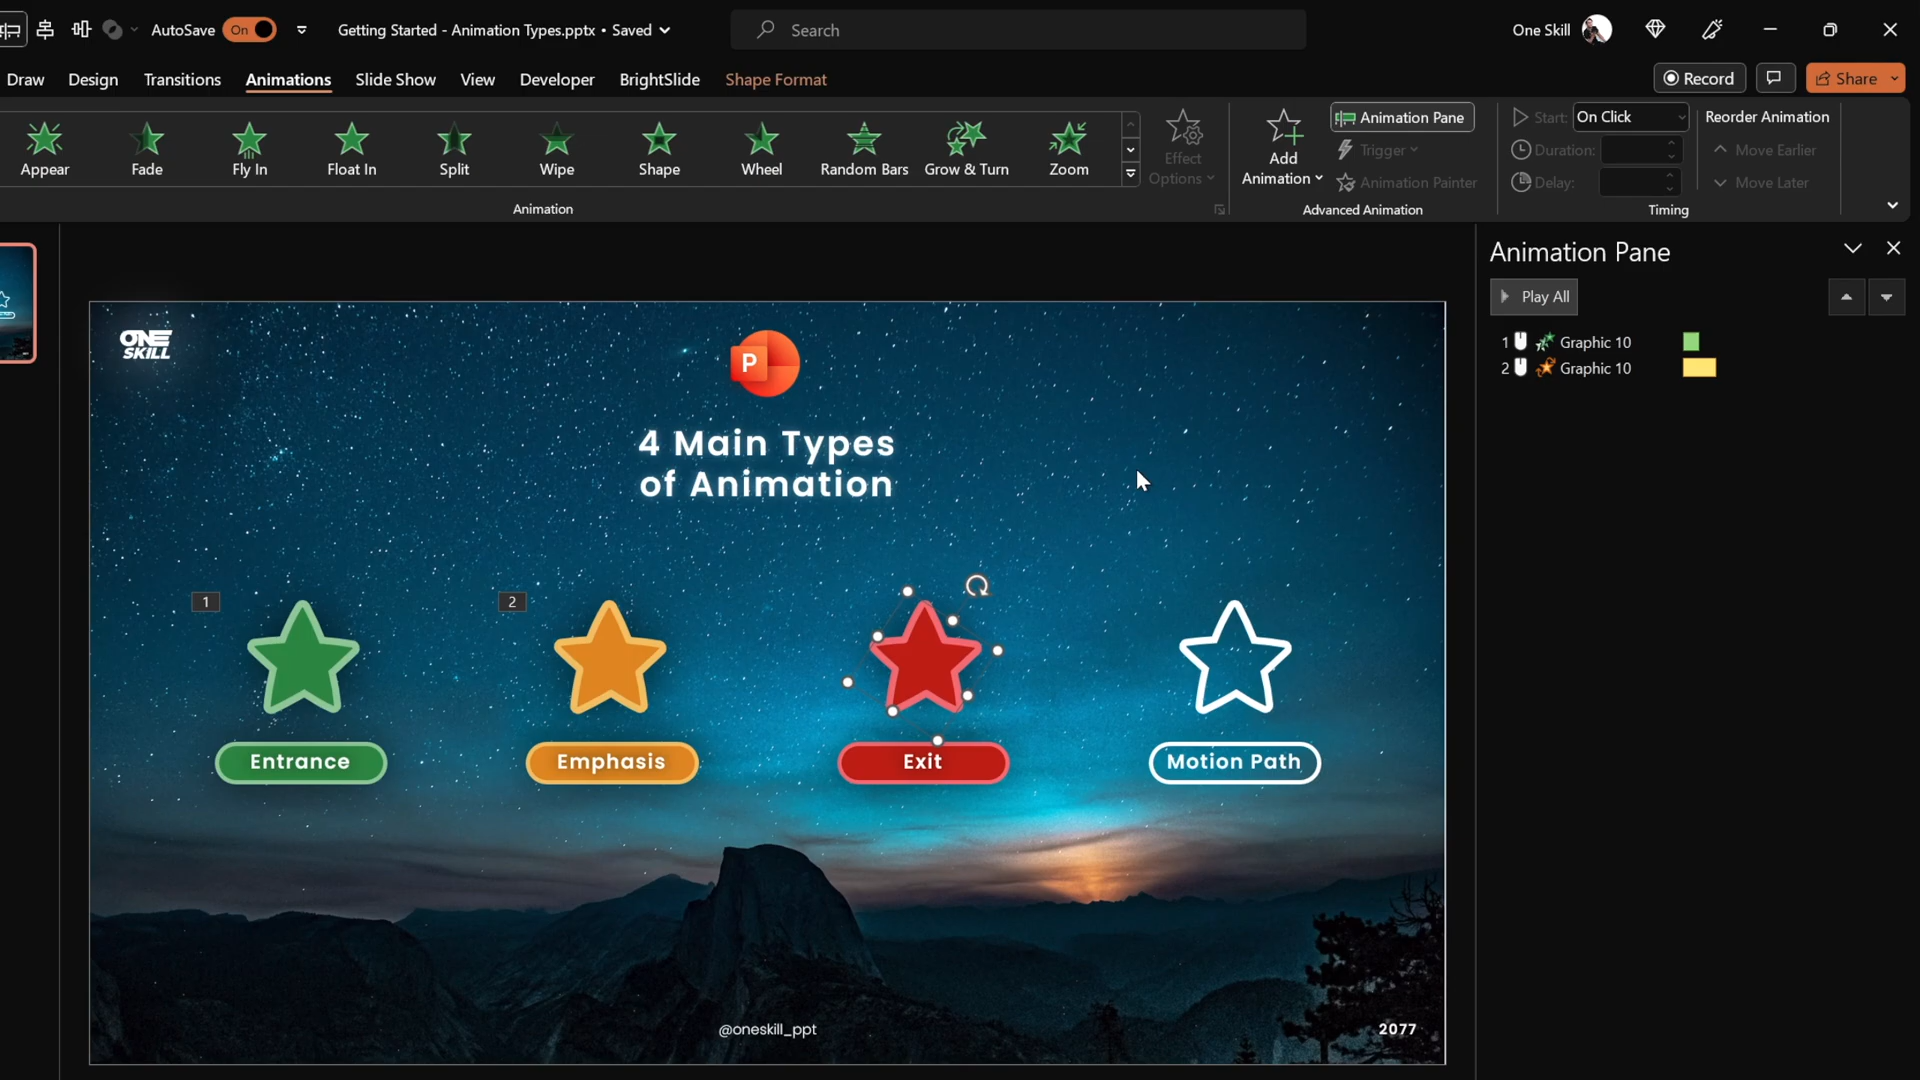 AutoSave On Getting Started - Animation Types.pptx • Saved Search One Skill
Draw Design Transitions Animations Slide Show View Developer BrightSlide Shape Format Record Share
Appear Fade Fly In Float In Split Wipe Shape Wheel Random Bars Grow & Turn Zoom
Effect Options
Add Animation
Animation Pane
Trigger
Animation Painter
Start: On Click
Duration:
Delay:
Reorder Animation
Move Earlier
Move Later
Animation Advanced Animation Timing
Animation Pane
Play All
1 Graphic 10
2 Graphic 10
ONE
SKILL
P
4 Main Types
of Animation
1 2
Entrance Emphasis Exit Motion Path
@oneskill_ppt 2077